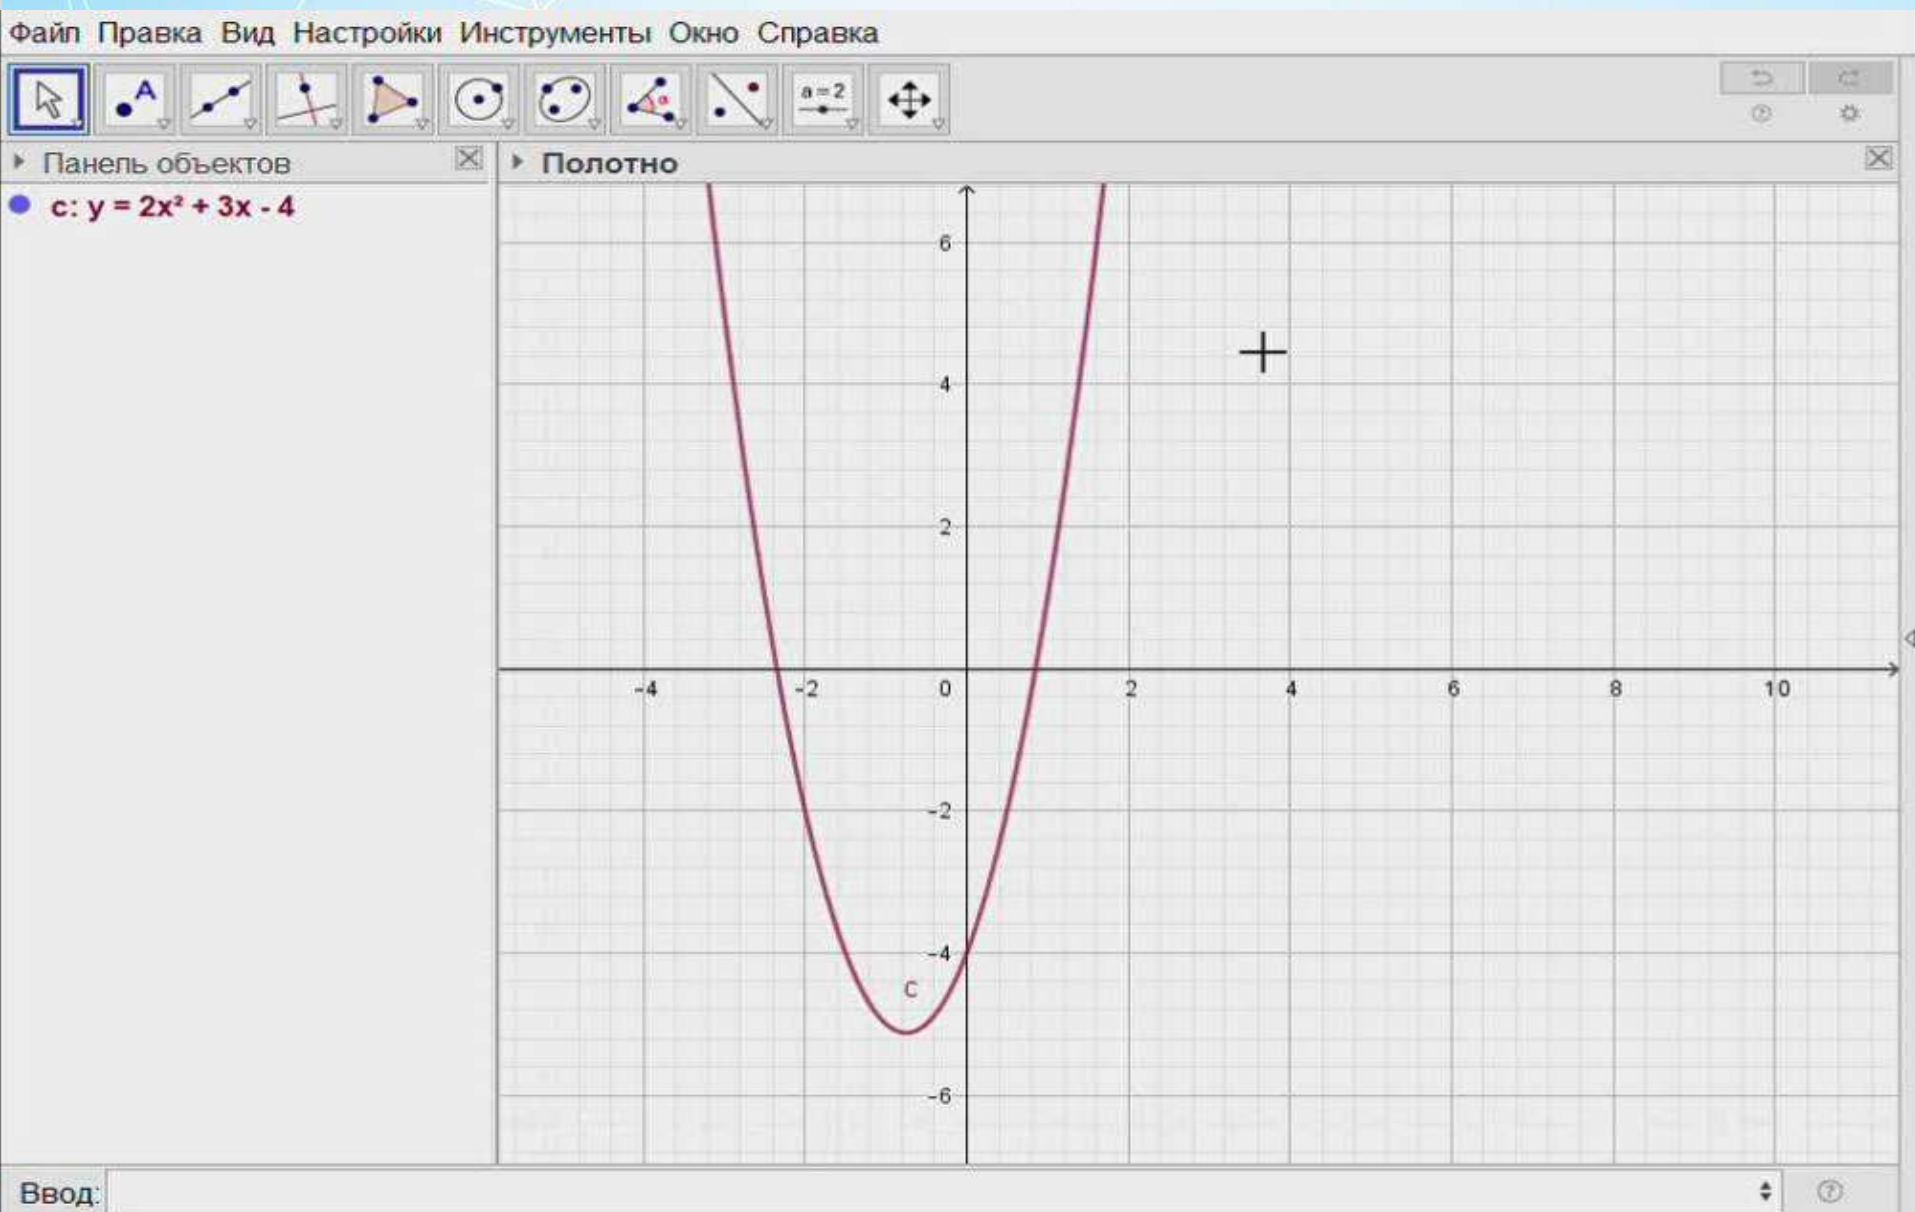 Файл Правка Вид Настройки Инструменты Окно Справка
A
α
a=2
Панель объектов
Полотно
c: y = 2x² + 3x - 4
6
4
2
-4 -2 0 2 4 6 8 10
-2
-4
c
-6
Ввод: